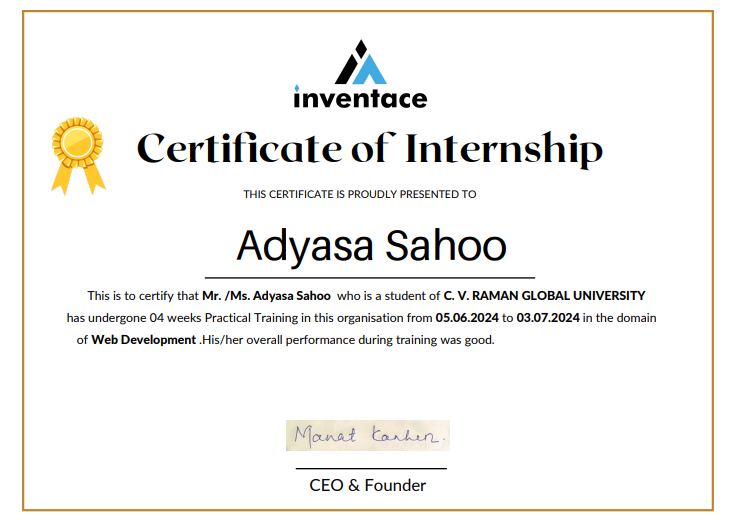 inventace
Certificate of Internship
THIS CERTIFICATE IS PROUDLY PRESENTED TO
Adyasa Sahoo
This is to certify that Mr. /Ms. Adyasa Sahoo who is a student of C. V. RAMAN GLOBAL UNIVERSITY
has undergone 04 weeks Practical Training in this organisation from 05.06.2024 to 03.07.2024 in the domain
of Web Development .His/her overall performance during training was good.
CEO & Founder